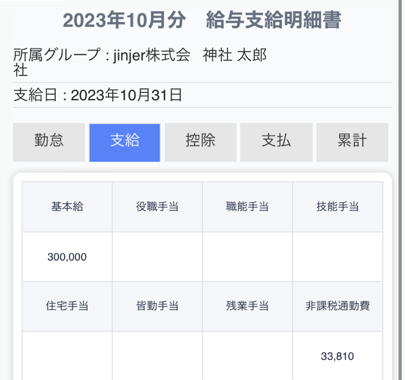 2023年10月分　給与支給明細書
所属グループ : jinjer株式会　神社 太郎
社
支給日 : 2023年10月31日
勤怠　支給　控除　支払　累計
基本給　役職手当　職能手当　技能手当
300,000
住宅手当　皆勤手当　残業手当　非課税通勤費
33,810